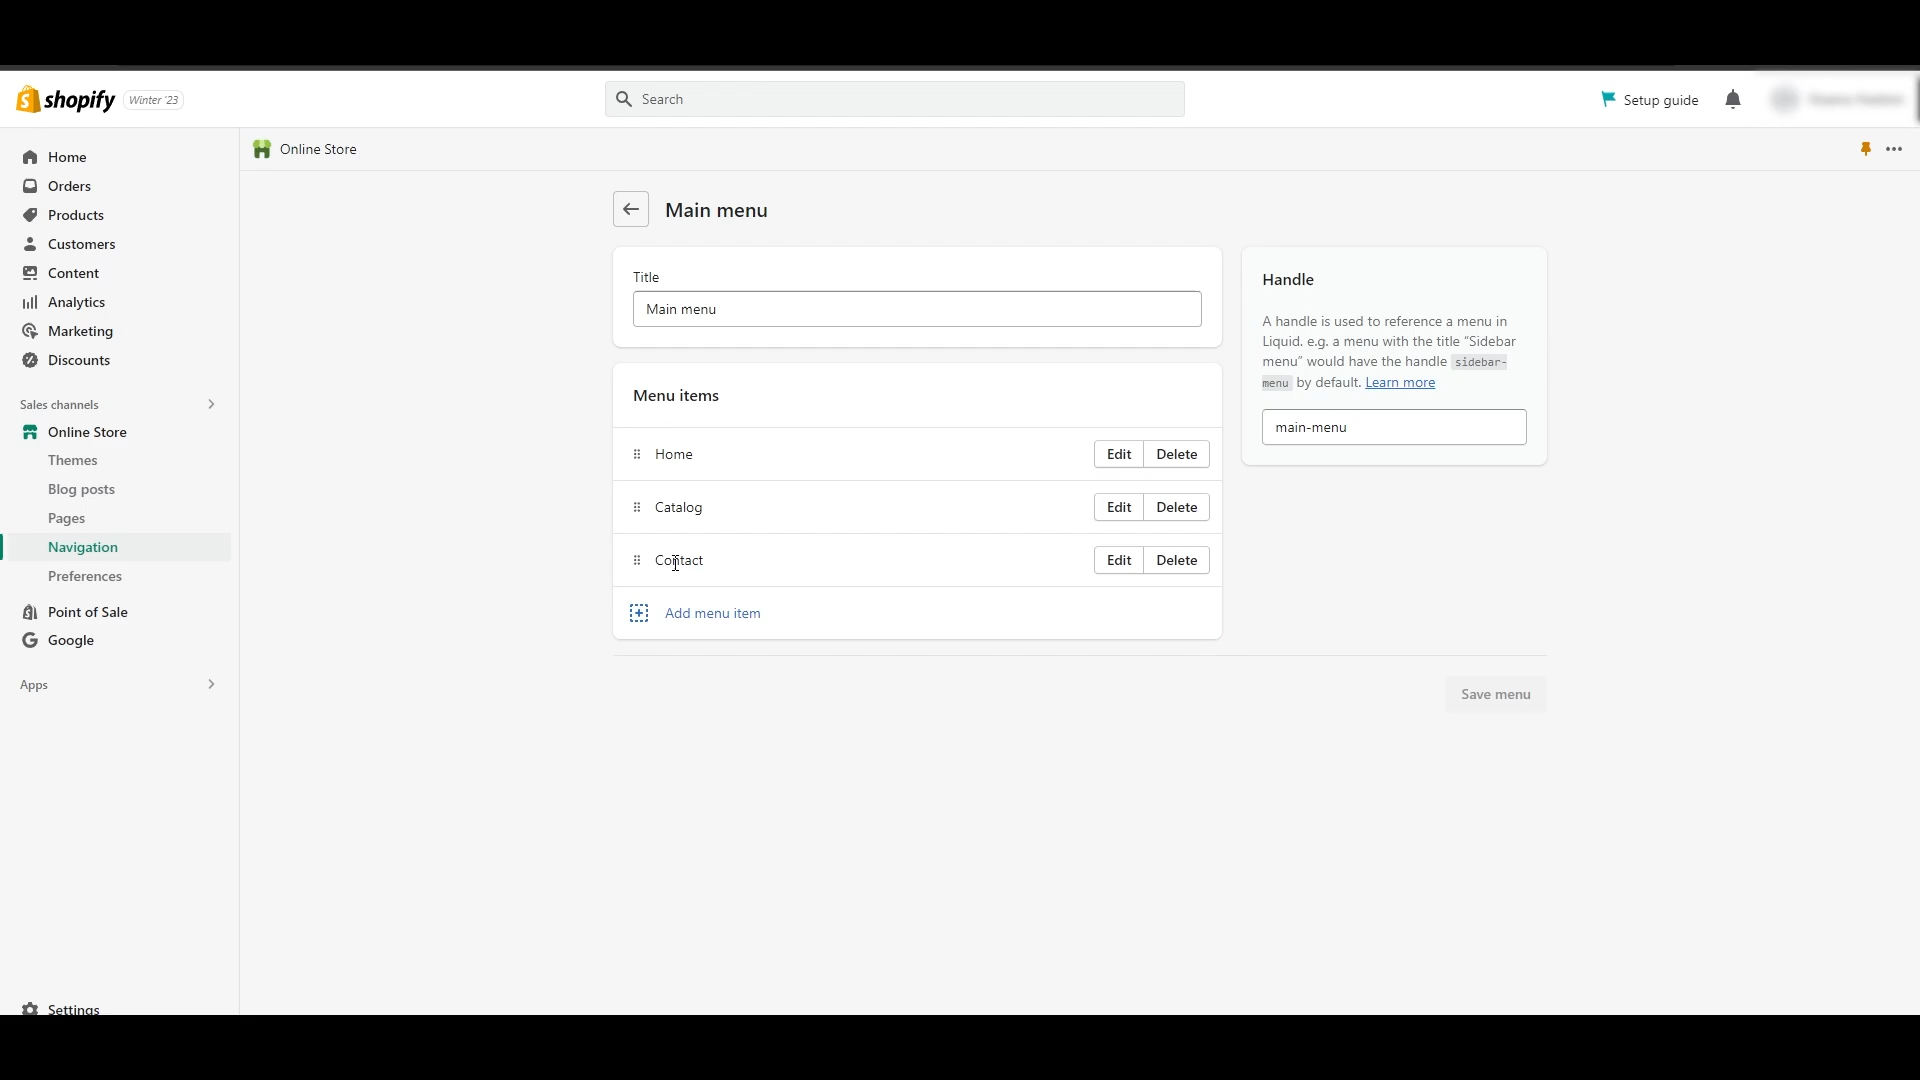 shopify Winter '23
Search
Setup guide
Home
Orders
Products
Customers
Content
Analytics
Marketing
Discounts
Sales channels
Online Store
Themes
Blog posts
Pages
Navigation
Preferences
Point of Sale
Google
Apps
Settings
Online Store
Main menu
Title
Main menu
Menu items
Home Edit Delete
Catalog Edit Delete
Contact Edit Delete
Add menu item
Handle
A handle is used to reference a menu in
Liquid. e.g. a menu with the title “Sidebar
menu” would have the handle sidebar-
menu by default. Learn more
main-menu
Save menu